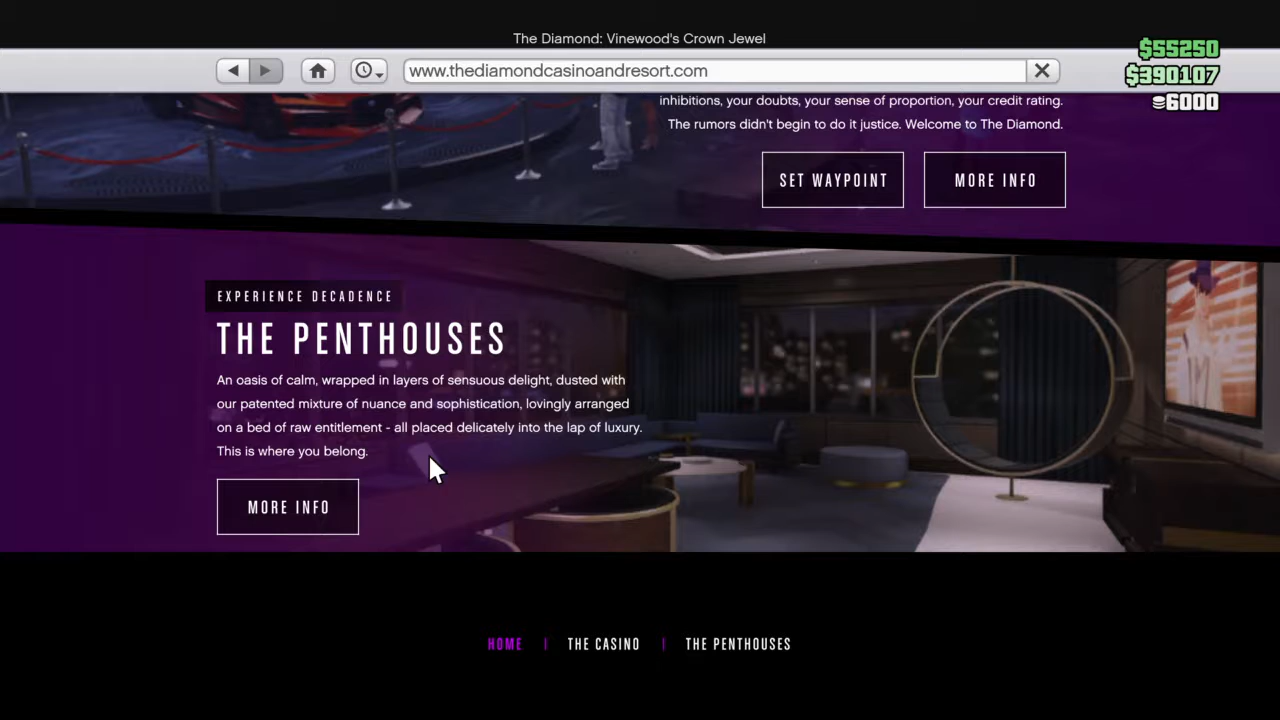 The Diamond: Vinewood's Crown Jewel
www.thediamondcasinoandresort.com
$55250
$390107
6000
inhibitions, your doubts, your sense of proportion, your credit rating.
The rumors didn't begin to do it justice. Welcome to The Diamond.
SET WAYPOINT
MORE INFO
EXPERIENCE DECADENCE
THE PENTHOUSES
An oasis of calm, wrapped in layers of sensuous delight, dusted with
our patented mixture of nuance and sophistication, lovingly arranged
on a bed of raw entitlement - all placed delicately into the lap of luxury.
This is where you belong.
MORE INFO
HOME | THE CASINO | THE PENTHOUSES